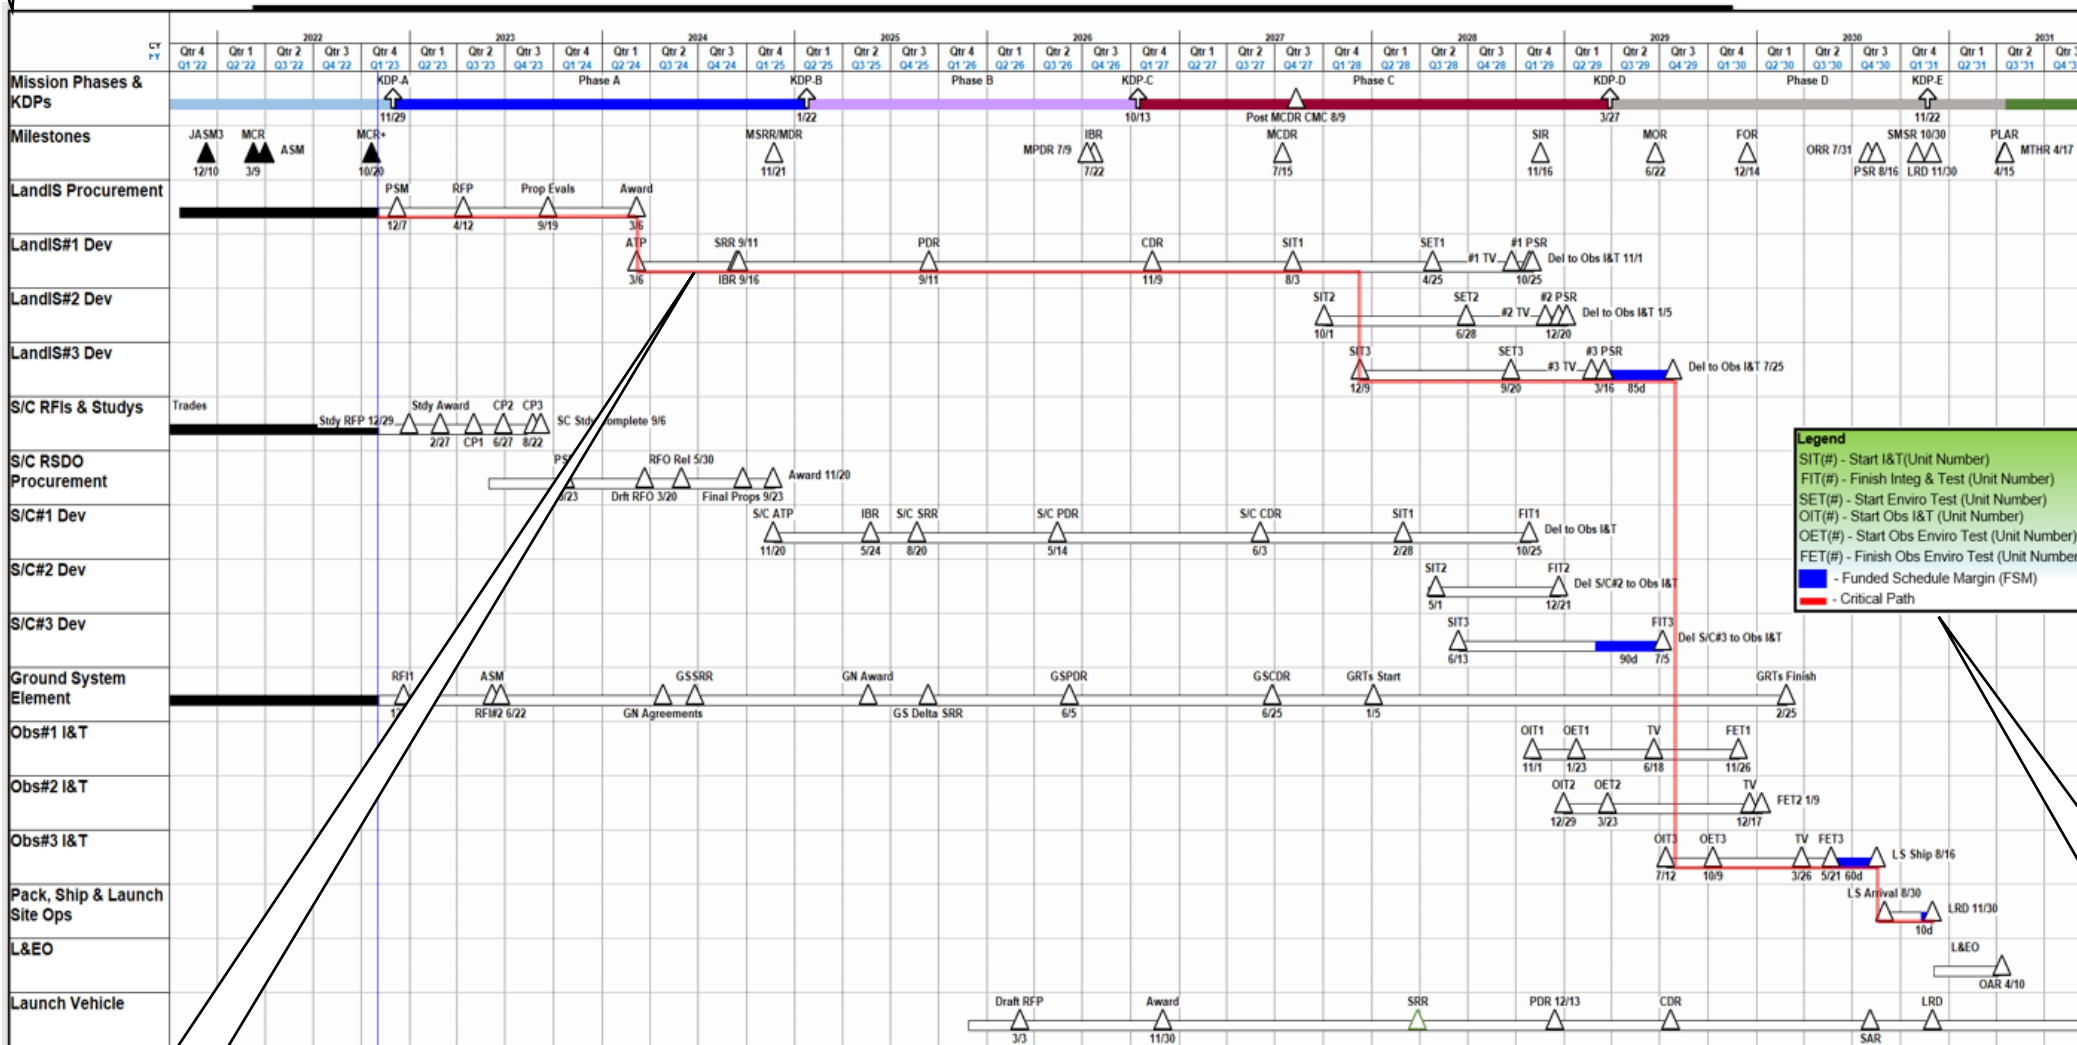 2022 2023 2024 2025 2026 2027 2028 2029 2030 2031
CY Qtr 4 Qtr 1 Qtr 2 Qtr 3 Qtr 4 Qtr 1 Qtr 2 Qtr 3 Qtr 4 Qtr 1 Qtr 2 Qtr 3 Qtr 4 Qtr 1 Qtr 2 Qtr 3 Qtr 4 Qtr 1 Qtr 2 Qtr 3 Qtr 4 Qtr 1 Qtr 2 Qtr 3 Qtr 4 Qtr 1 Qtr 2 Qtr 3 Qtr 4 Qtr 1 Qtr 2 Qtr 3 Qtr 4 Qtr 1 Qtr 2 Qtr 3 Qtr 4 Qtr 1 Qtr 2 Qtr
FY Q1 '22 Q2 '22 Q3 '22 Q4 '22 Q1 '23 Q2 '23 Q3 '23 Q4 '23 Q1 '24 Q2 '24 Q3 '24 Q4 '24 Q1 '25 Q2 '25 Q3 '25 Q4 '25 Q1 '26 Q2 '26 Q3 '26 Q4 '26 Q1 '27 Q2 '27 Q3 '27 Q4 '27 Q1 '28 Q2 '28 Q3 '28 Q4 '28 Q1 '29 Q2 '29 Q3 '29 Q4 '29 Q1 '30 Q2 '30 Q3 '30 Q4 '30 Q1 '31 Q2 '31 Q3 '31 Q4
Mission Phases &
KDPs
KDP-A Phase A KDP-B Phase B KDP-C Phase C KDP-D Phase D KDP-E
11/29 1/22 10/13 Post MCDR CMC 8/9 3/27 11/22
Milestones
JASM3 MCR MCR+ MSRR/MDR IBR MCDR SIR MOR FOR SMSR 10/30 PLAR
ASM MPDR 7/9 ORR 7/31 MTHR 4/17
12/10 3/9 10/20 11/21 7/22 7/15 11/16 6/22 12/14 PSR 8/16 LRD 11/30 4/15
LandIS Procurement
PSM RFP Prop Evals Award
12/7 4/12 9/19 3/6
LandIS#1 Dev
ATP SRR 9/11 PDR CDR SIT1 SET1 #1 TV #1 PSR Del to Obs I&T 11/1
3/6 IBR 9/16 9/11 11/9 8/3 4/25 10/25
LandIS#2 Dev
SIT2 SET2 #2 TV #2 PSR Del to Obs I&T 1/5
10/1 6/28 12/20
LandIS#3 Dev
SIT3 SET3 #3 TV #3 PSR Del to Obs I&T 7/25
12/9 9/20 3/16 85d
S/C RFIs & Studys
Trades Stdy RFP 12/29 Stdy Award CP2 CP3 SC Stdy Complete 9/6
2/27 CP1 6/27 8/22
S/C RSDO
Procurement
RFO Rel 5/30 Award 11/20
Drft RFO 3/20 Final Props 9/23
S/C#1 Dev
S/C ATP IBR S/C SRR S/C PDR S/C CDR SIT1 FIT1 Del to Obs I&T
11/20 5/24 8/20 5/14 6/3 2/28 10/25
S/C#2 Dev
SIT2 FIT2 Del S/C#2 to Obs I&T
5/1 12/21
S/C#3 Dev
SIT3 FIT3 Del S/C#3 to Obs I&T
6/13 90d 7/5
Ground System
Element
RFI1 ASM GSSRR GN Award GSPDR GSCDR GRTs Start GRTs Finish
RFI#2 6/22 GN Agreements GS Delta SRR 6/5 6/25 1/5 2/25
Obs#1 I&T
OIT1 OET1 TV FET1
11/1 1/23 6/18 11/26
Obs#2 I&T
OIT2 OET2 TV FET2 1/9
12/29 3/23 12/17
Obs#3 I&T
OIT3 OET3 TV FET3 LS Ship 8/16
7/12 10/9 3/26 5/21 60d
Pack, Ship & Launch
Site Ops
LS Arrival 8/30 LRD 11/30
10d
L&EO
L&EO
OAR 4/10
Launch Vehicle
Draft RFP Award SRR PDR 12/13 CDR LRD
3/3 11/30 SAR
Legend
SIT(#) - Start I&T(Unit Number)
FIT(#) - Finish Integ & Test (Unit Number)
SET(#) - Start Enviro Test (Unit Number)
OIT(#) - Start Obs I&T (Unit Number)
OET(#) - Start Obs Enviro Test (Unit Number)
FET(#) - Finish Obs Enviro Test (Unit Number
- Funded Schedule Margin (FSM)
- Critical Path